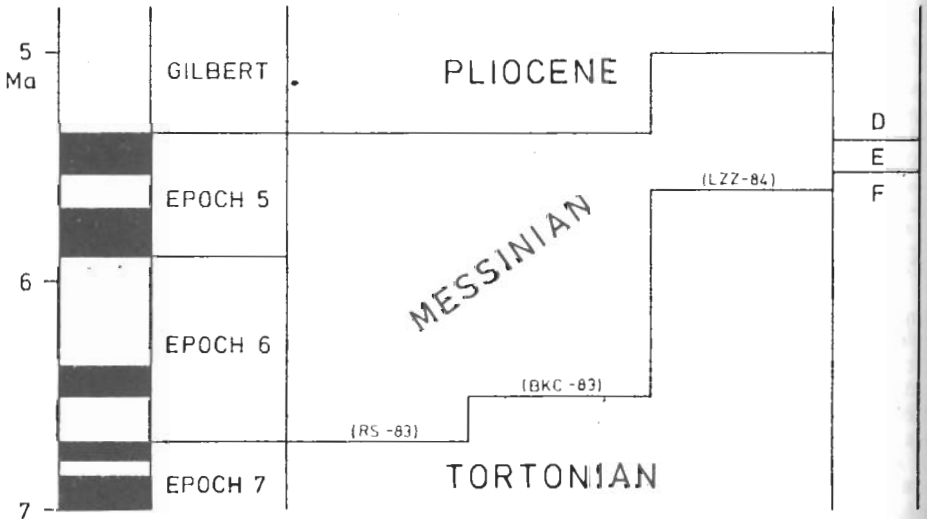 5
Ma
GILBERT
PLIOCENE
D
E
EPOCH 5
(LZZ-84)
F
MESSINIAN
6
EPOCH 6
(BKC-83)
(RS-83)
TORTONIAN
EPOCH 7
7